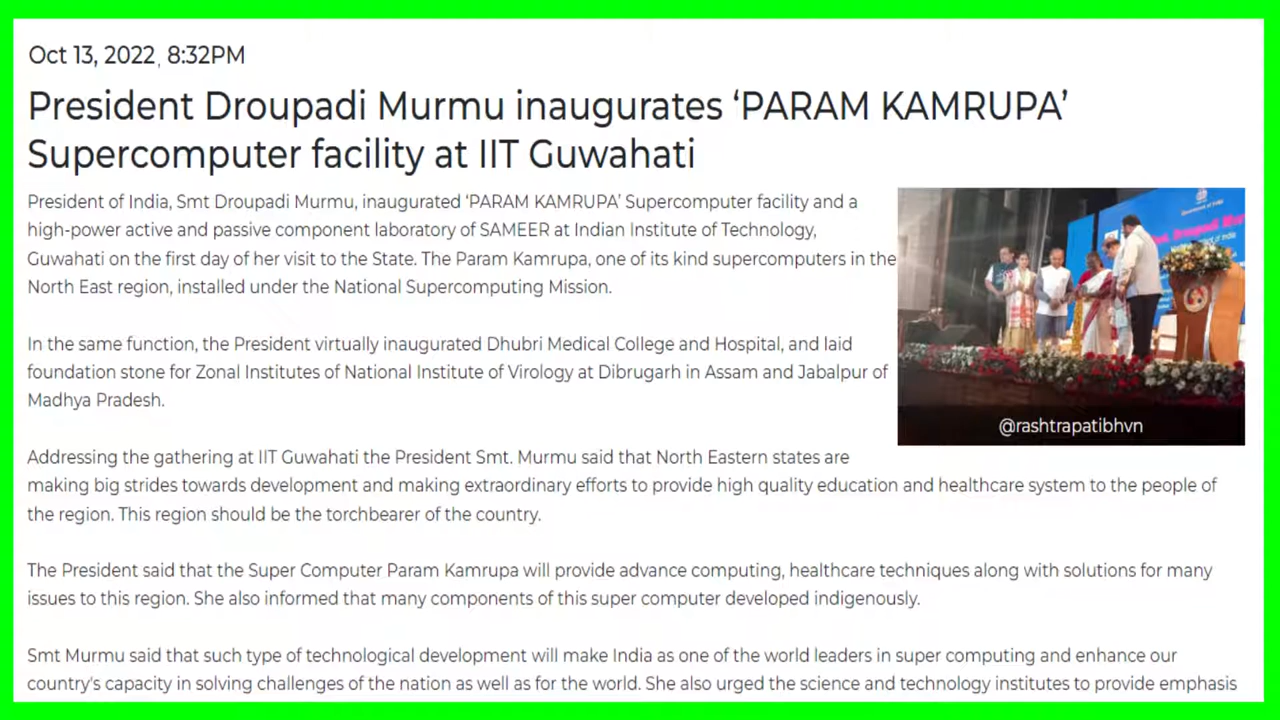 Oct 13, 2022, 8:32PM
President Droupadi Murmu inaugurates ‘PARAM KAMRUPA’
Supercomputer facility at IIT Guwahati
President of India, Smt Droupadi Murmu, inaugurated ‘PARAM KAMRUPA’ Supercomputer facility and a
high-power active and passive component laboratory of SAMEER at Indian Institute of Technology,
Guwahati on the first day of her visit to the State. The Param Kamrupa, one of its kind supercomputers in the
North East region, installed under the National Supercomputing Mission.
In the same function, the President virtually inaugurated Dhubri Medical College and Hospital, and laid
foundation stone for Zonal Institutes of National Institute of Virology at Dibrugarh in Assam and Jabalpur of
Madhya Pradesh.
@rashtrapatibhvn
Addressing the gathering at IIT Guwahati the President Smt. Murmu said that North Eastern states are
making big strides towards development and making extraordinary efforts to provide high quality education and healthcare system to the people of
the region. This region should be the torchbearer of the country.
The President said that the Super Computer Param Kamrupa will provide advance computing, healthcare techniques along with solutions for many
issues to this region. She also informed that many components of this super computer developed indigenously.
Smt Murmu said that such type of technological development will make India as one of the world leaders in super computing and enhance our
country's capacity in solving challenges of the nation as well as for the world. She also urged the science and technology institutes to provide emphasis